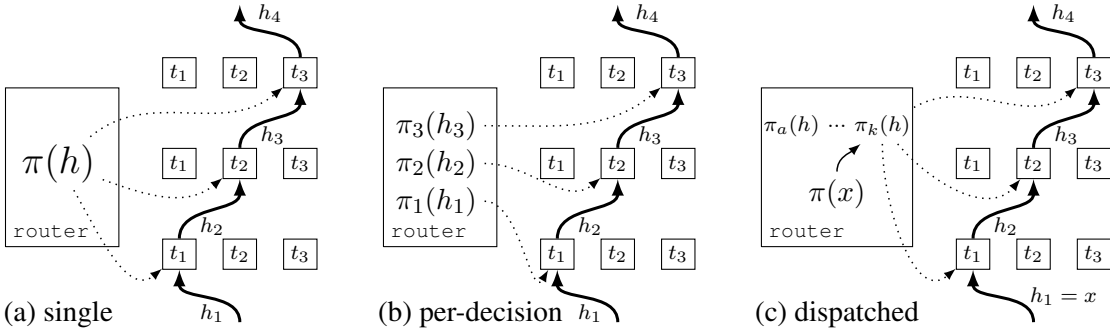 h₄
t₁ t₂ t₃
π(h)
h₃
t₁ t₂ t₃
router
h₂
t₁ t₂ t₃
h₁
(a) single
h₄
t₁ t₂ t₃
π₃(h₃)
h₃
π₂(h₂)
t₁ t₂ t₃
π₁(h₁)
router
h₂
t₁ t₂ t₃
h₁
(b) per-decision
h₄
t₁ t₂ t₃
πₐ(h) ··· πₖ(h)
h₃
t₁ t₂ t₃
π(x)
router
h₂
t₁ t₂ t₃
h₁ = x
(c) dispatched